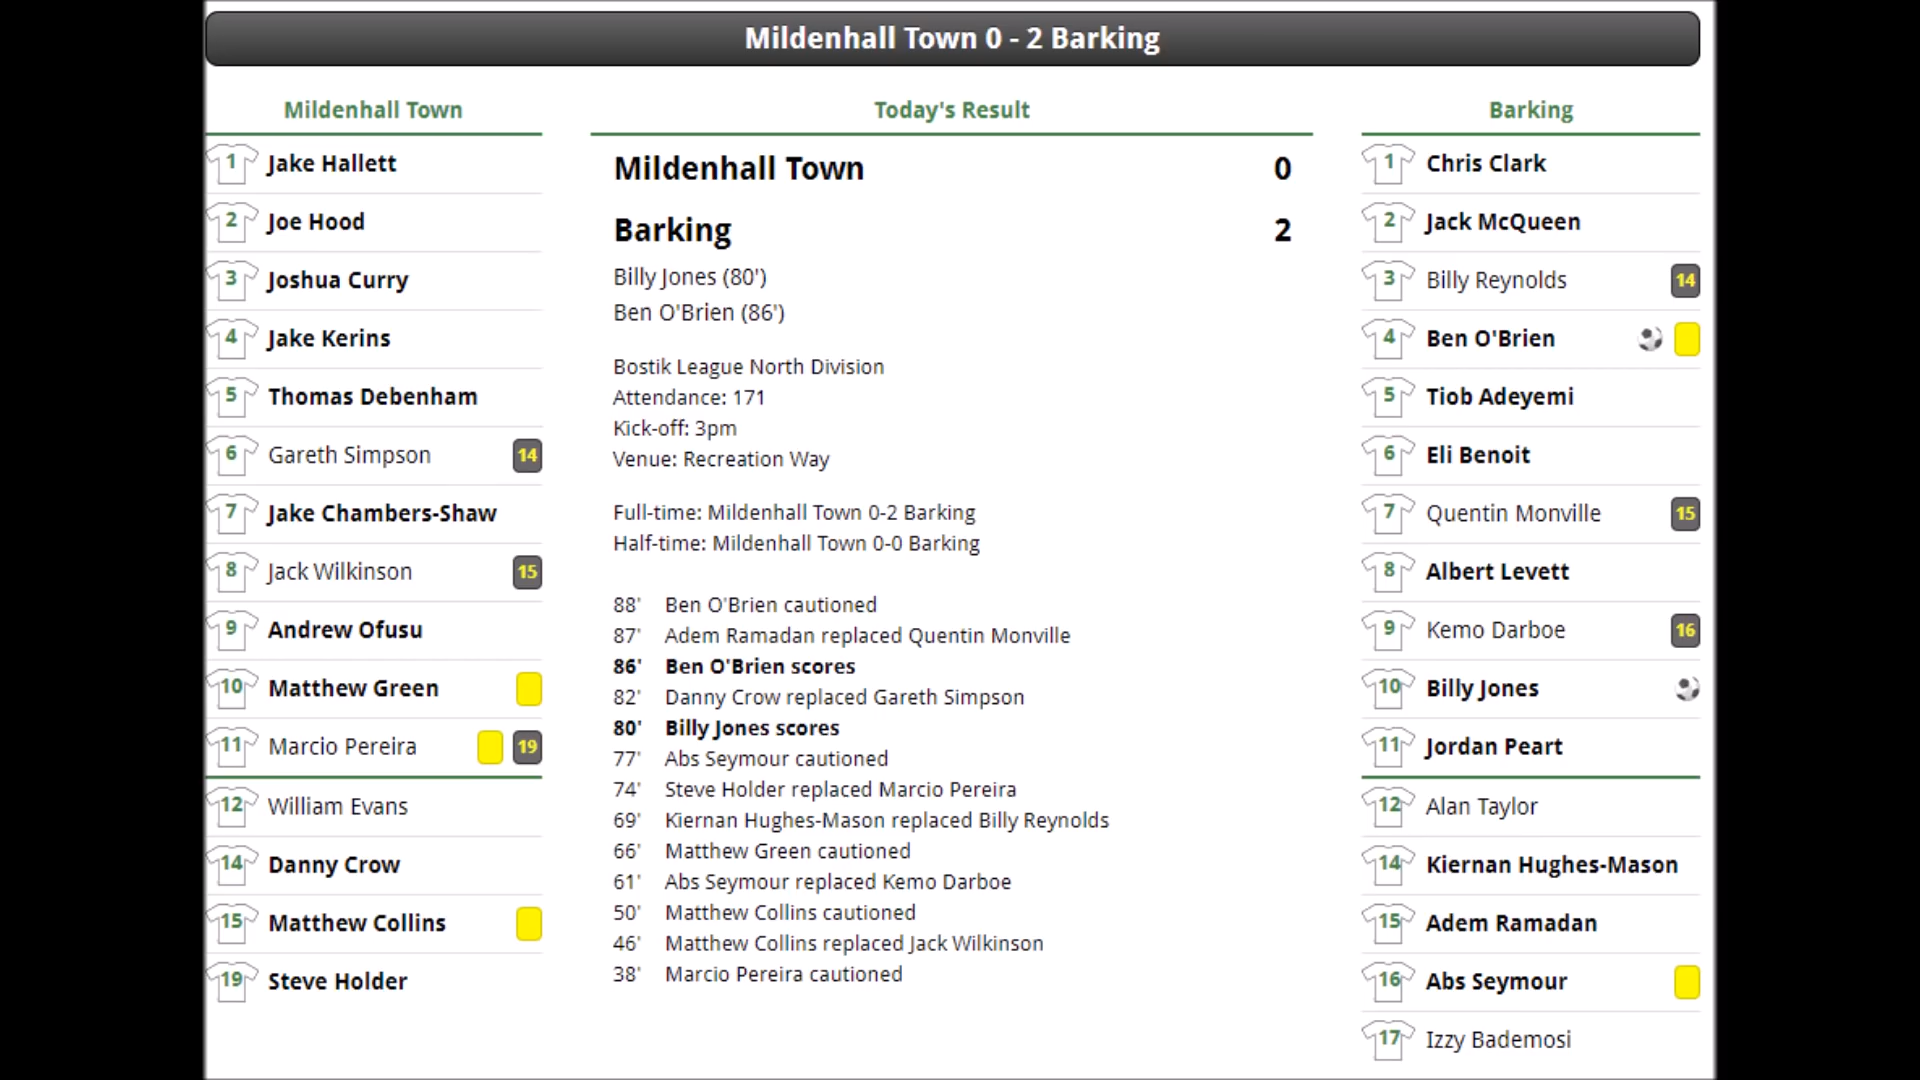 Mildenhall Town 0 - 2 Barking
Mildenhall Town
1 Jake Hallett
2 Joe Hood
3 Joshua Curry
4 Jake Kerins
5 Thomas Debenham
6 Gareth Simpson 14
7 Jake Chambers-Shaw
8 Jack Wilkinson 15
9 Andrew Ofusu
10 Matthew Green
11 Marcio Pereira 19
12 William Evans
14 Danny Crow
15 Matthew Collins
19 Steve Holder
Today's Result
Mildenhall Town 0
Barking 2
Billy Jones (80')
Ben O'Brien (86')
Bostik League North Division
Attendance: 171
Kick-off: 3pm
Venue: Recreation Way
Full-time: Mildenhall Town 0-2 Barking
Half-time: Mildenhall Town 0-0 Barking
88' Ben O'Brien cautioned
87' Adem Ramadan replaced Quentin Monville
86' Ben O'Brien scores
82' Danny Crow replaced Gareth Simpson
80' Billy Jones scores
77' Abs Seymour cautioned
74' Steve Holder replaced Marcio Pereira
69' Kiernan Hughes-Mason replaced Billy Reynolds
66' Matthew Green cautioned
61' Abs Seymour replaced Kemo Darboe
50' Matthew Collins cautioned
46' Matthew Collins replaced Jack Wilkinson
38' Marcio Pereira cautioned
Barking
1 Chris Clark
2 Jack McQueen
3 Billy Reynolds 14
4 Ben O'Brien
5 Tiob Adeyemi
6 Eli Benoit
7 Quentin Monville 15
8 Albert Levett
9 Kemo Darboe 16
10 Billy Jones
11 Jordan Peart
12 Alan Taylor
14 Kiernan Hughes-Mason
15 Adem Ramadan
16 Abs Seymour
17 Izzy Bademosi